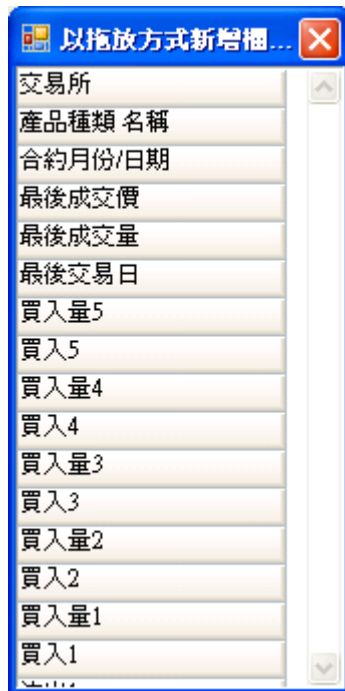 以拖放方式新增欄...
交易所
產品種類 名稱
合約月份/日期
最後成交價
最後成交量
最後交易日
買入量5
買入5
買入量4
買入4
買入量3
買入3
買入量2
買入2
買入量1
買入1